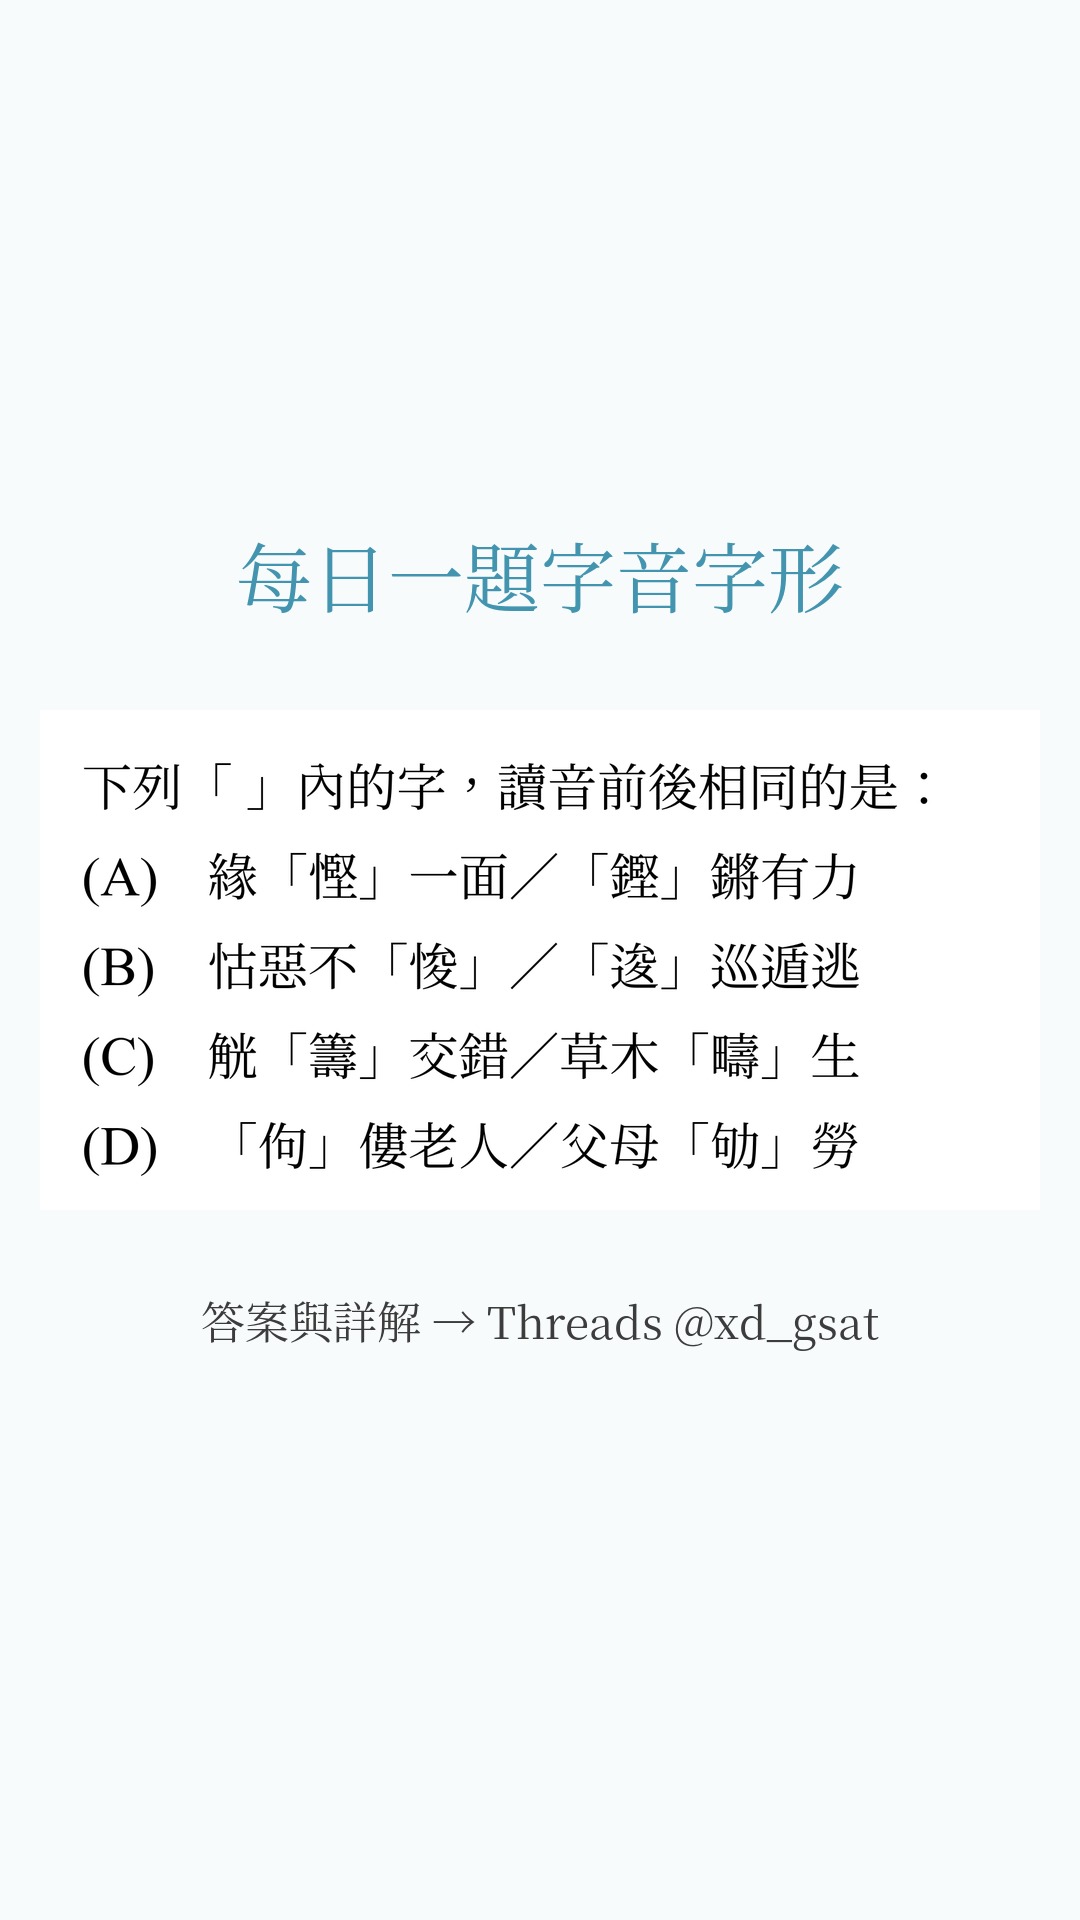 每日一題字音字形
下列「 」內的字，讀音前後相同的是：
(A) 緣「慳」一面／「鏗」鏘有力
(B) 怙惡不「悛」／「逡」巡遁逃
(C) 觥「籌」交錯／草木「疇」生
(D) 「佝」僂老人／父母「劬」勞
答案與詳解 → Threads @xd_gsat